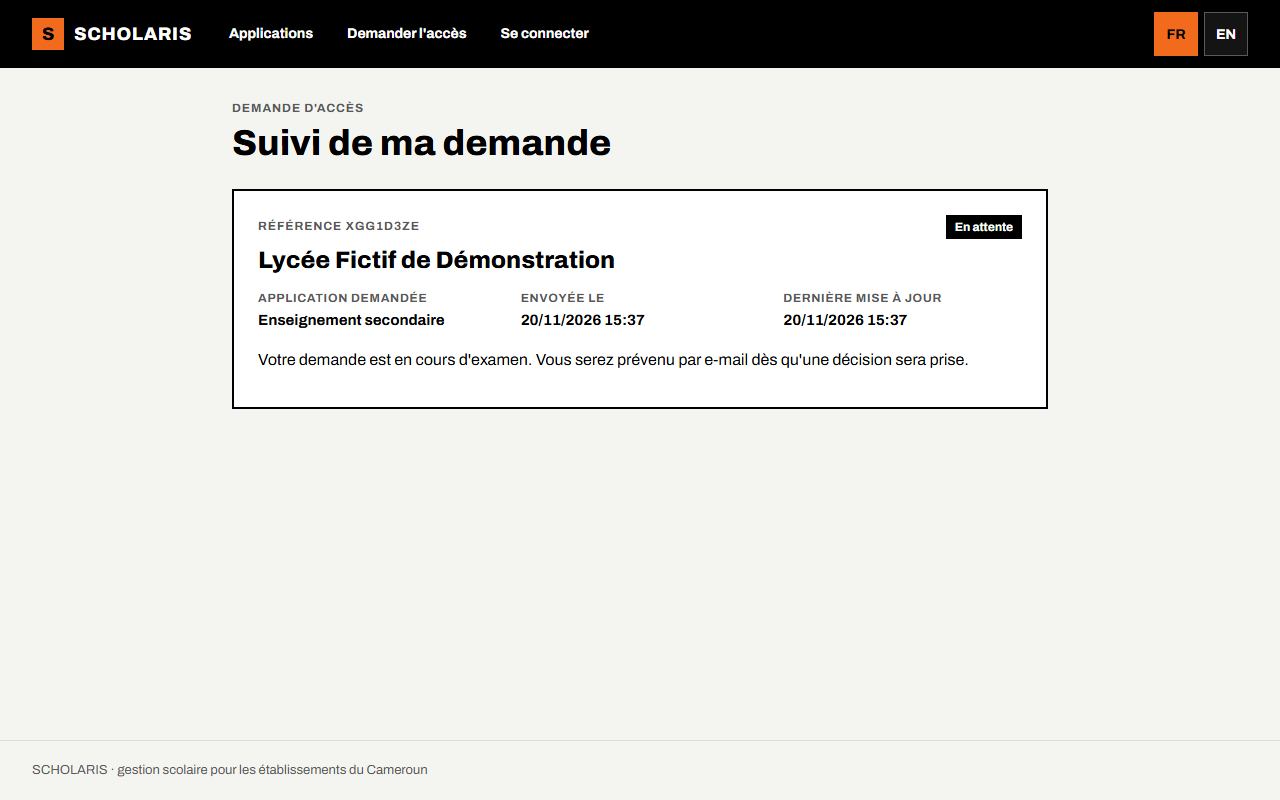 S SCHOLARIS Applications Demander l'accès Se connecter FR EN
DEMANDE D'ACCÈS
Suivi de ma demande
RÉFÉRENCE XGG1D3ZE En attente
Lycée Fictif de Démonstration
APPLICATION DEMANDÉE ENVOYÉE LE DERNIÈRE MISE À JOUR
Enseignement secondaire 20/11/2026 15:37 20/11/2026 15:37
Votre demande est en cours d'examen. Vous serez prévenu par e-mail dès qu'une décision sera prise.
SCHOLARIS · gestion scolaire pour les établissements du Cameroun